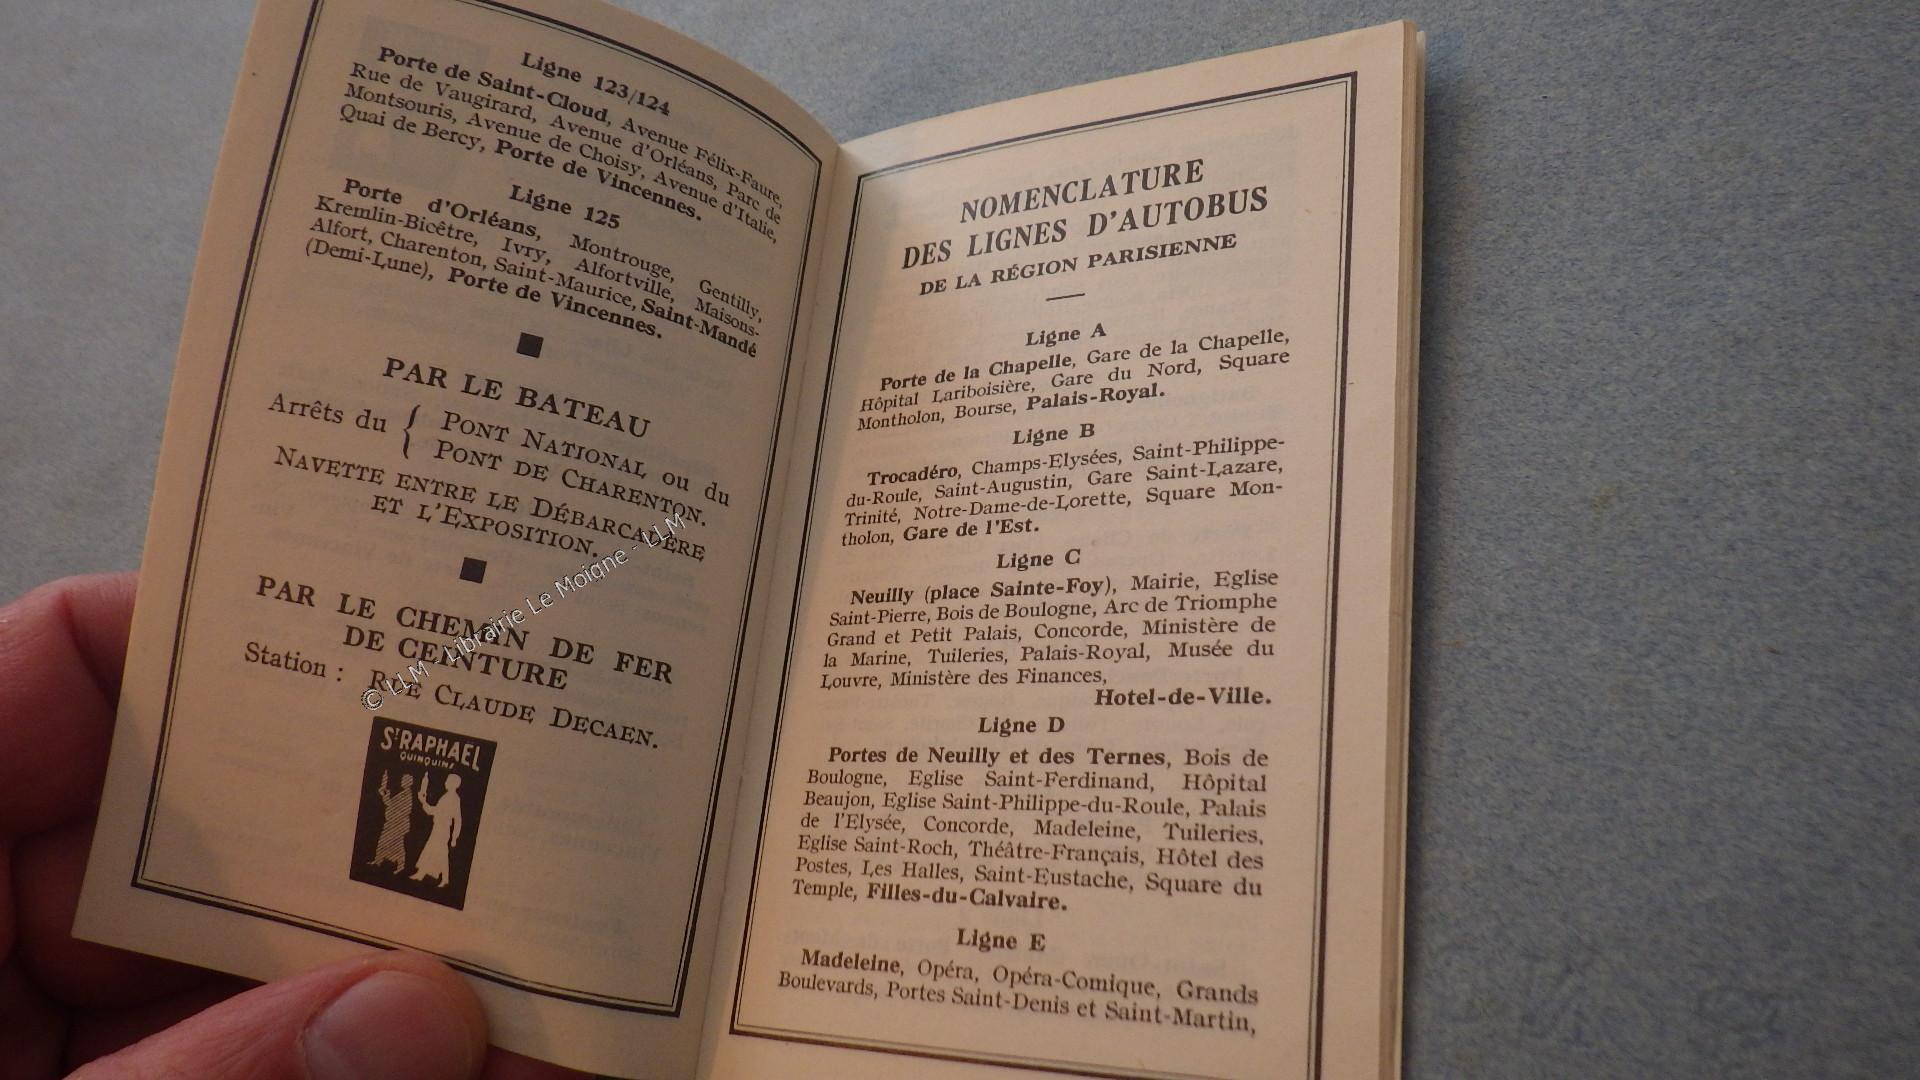 Ligne 123/124
Porte de Saint-Cloud, Avenue Félix-Faure,
Rue de Vaugirard, Avenue d'Orléans, Parc de
Montsouris, Avenue de Choisy, Avenue d'Italie,
Quai de Bercy, Porte de Vincennes.
Ligne 125
Porte d'Orléans, Montrouge, Gentilly,
Kremlin-Bicêtre, Ivry, Alfortville, Maisons-
Alfort, Charenton, Saint-Maurice, Saint-Mandé
(Demi-Lune), Porte de Vincennes.
PAR LE BATEAU
Arrêts du { PONT NATIONAL ou du
PONT DE CHARENTON.
NAVETTE ENTRE LE DÉBARCADÈRE
ET L'EXPOSITION.
PAR LE CHEMIN DE FER
DE CEINTURE
Station : RUE CLAUDE DECAEN.
© LLM - Librairie Le Moigne - LLM
ST RAPHAEL
QUINQUINA
NOMENCLATURE
DES LIGNES D'AUTOBUS
DE LA RÉGION PARISIENNE
Ligne A
Porte de la Chapelle, Gare de la Chapelle,
Hôpital Lariboisière, Gare du Nord, Square
Montholon, Bourse, Palais-Royal.
Ligne B
Trocadéro, Champs-Elysées, Saint-Philippe-
du-Roule, Saint-Augustin, Gare Saint-Lazare,
Trinité, Notre-Dame-de-Lorette, Square Mon-
tholon, Gare de l'Est.
Ligne C
Neuilly (place Sainte-Foy), Mairie, Eglise
Saint-Pierre, Bois de Boulogne, Arc de Triomphe
Grand et Petit Palais, Concorde, Ministère de
la Marine, Tuileries, Palais-Royal, Musée du
Louvre, Ministère des Finances,
Hotel-de-Ville.
Ligne D
Portes de Neuilly et des Ternes, Bois de
Boulogne, Eglise Saint-Ferdinand, Hôpital
Beaujon, Eglise Saint-Philippe-du-Roule, Palais
de l'Elysée, Concorde, Madeleine, Tuileries,
Eglise Saint-Roch, Théâtre-Français, Hôtel des
Postes, Les Halles, Saint-Eustache, Square du
Temple, Filles-du-Calvaire.
Ligne E
Madeleine, Opéra, Opéra-Comique, Grands
Boulevards, Portes Saint-Denis et Saint-Martin,